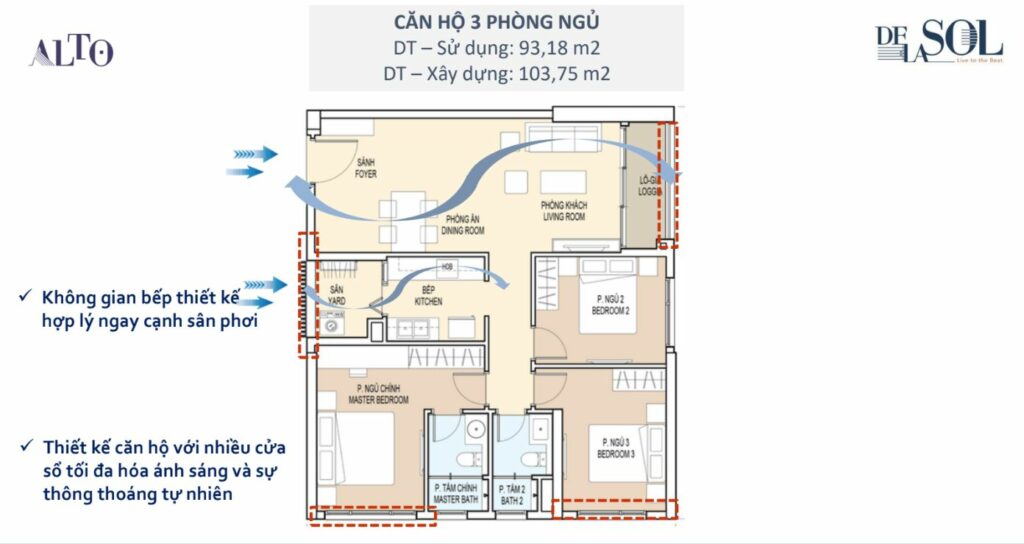 ALTO
CĂN HỘ 3 PHÒNG NGỦ
DT – Sử dụng: 93,18 m2
DT – Xây dựng: 103,75 m2
DE LA SOL
Live to the Beat
SẢNH
FOYER
PHÒNG ĂN
DINING ROOM
PHÒNG KHÁCH
LIVING ROOM
LÔ-GIA
LOGGIA
✓ Không gian bếp thiết kế
hợp lý ngay cạnh sân phơi
SÂN
YARD
HOB
BẾP
KITCHEN
P. NGỦ 2
BEDROOM 2
P. NGỦ CHÍNH
MASTER BEDROOM
P. NGỦ 3
BEDROOM 3
✓ Thiết kế căn hộ với nhiều cửa
sổ tối đa hóa ánh sáng và sự
thông thoáng tự nhiên
P. TẮM CHÍNH
MASTER BATH
P. TẮM 2
BATH 2